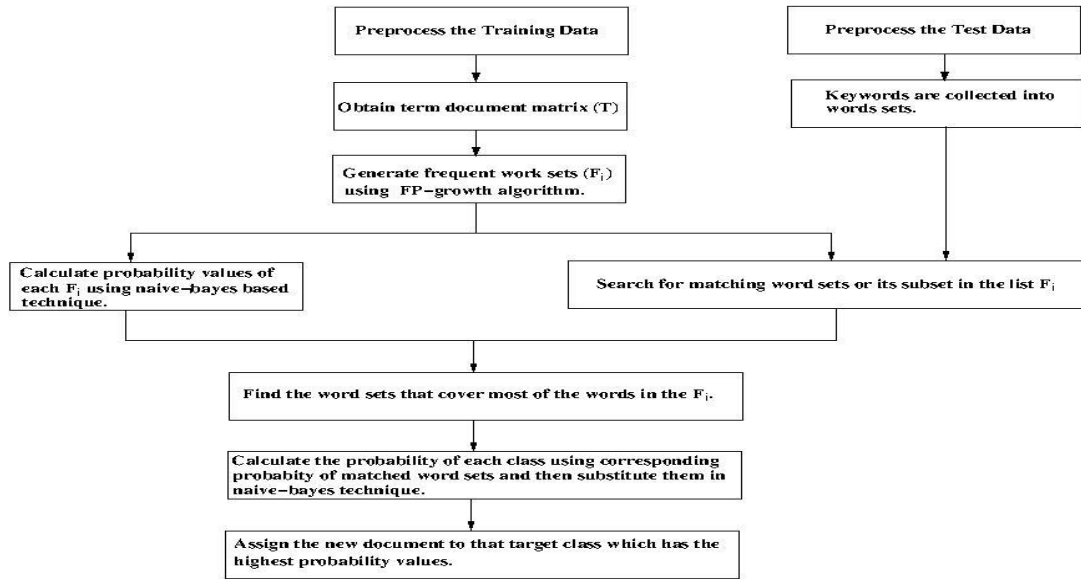 Preprocess the Training Data
Preprocess the Test Data
Obtain term document matrix (T)
Keywords are collected into
words sets.
Generate frequent work sets (Fi)
using FP-growth algorithm.
Calculate probability values of
each Fi using naive-bayes based
technique.
Search for matching word sets or its subset in the list Fi
Find the word sets that cover most of the words in the Fi.
Calculate the probability of each class using corresponding
probabity of matched word sets and then substitute them in
naive-bayes technique.
Assign the new document to that target class which has the
highest probability values.